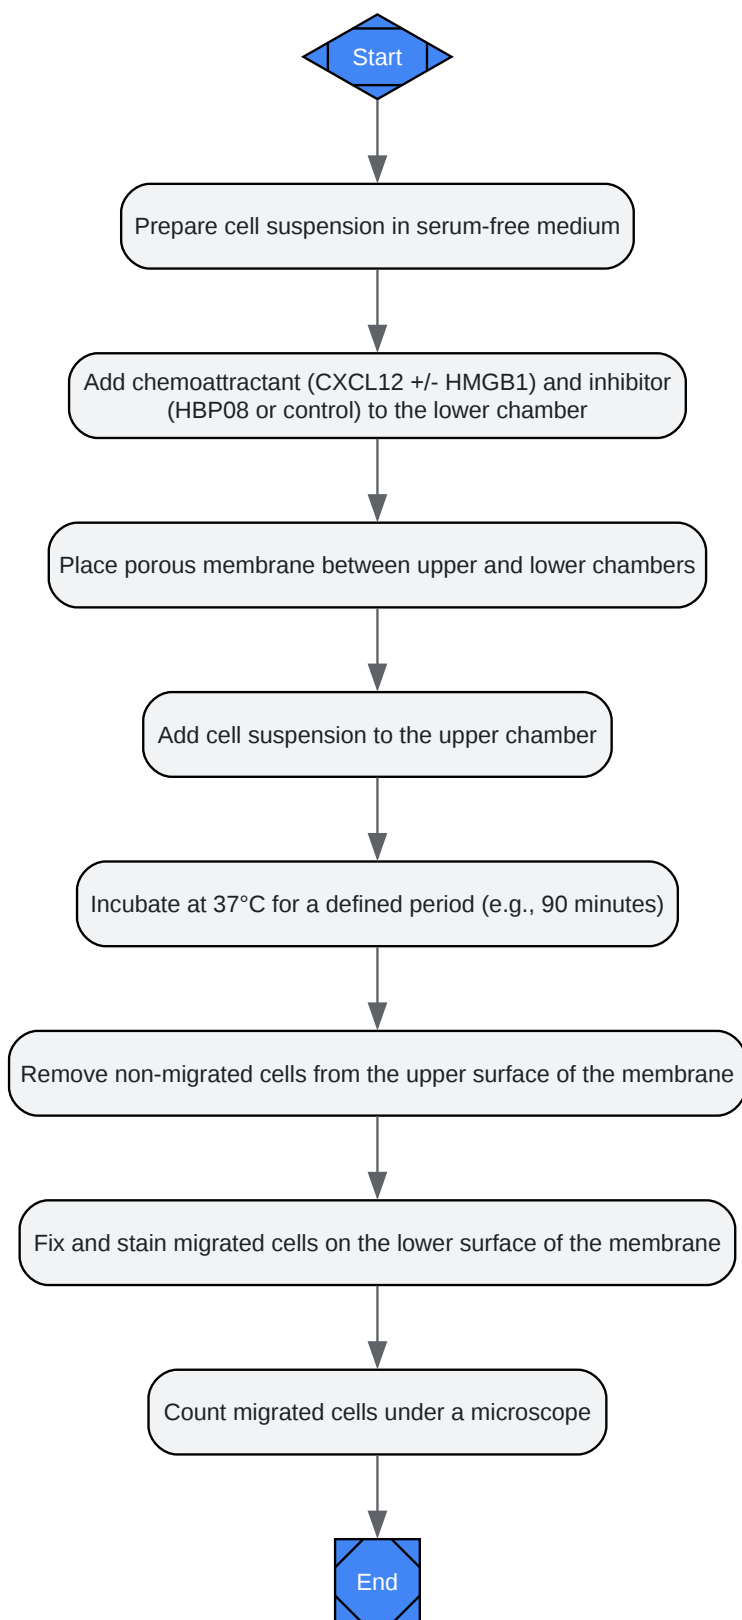 Start
Prepare cell suspension in serum-free medium
Add chemoattractant (CXCL12 +/- HMGB1) and inhibitor
(HBP08 or control) to the lower chamber
Place porous membrane between upper and lower chambers
Add cell suspension to the upper chamber
Incubate at 37°C for a defined period (e.g., 90 minutes)
Remove non-migrated cells from the upper surface of the membrane
Fix and stain migrated cells on the lower surface of the membrane
Count migrated cells under a microscope
End